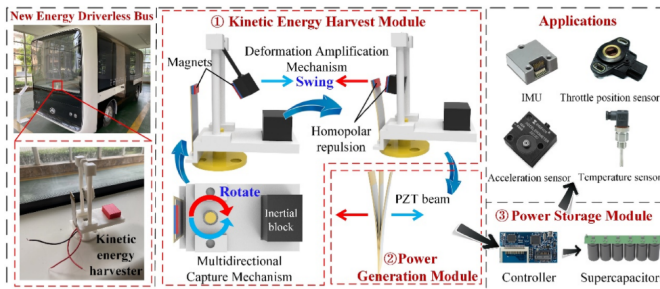 New Energy Driverless Bus
Kinetic
energy
harvester
① Kinetic Energy Harvest Module
Magnets
Deformation Amplification
Mechanism
Swing
Homopolar
repulsion
Rotate
Inertial
block
Multidirectional
Capture Mechanism
PZT beam
②Power
Generation Module
Applications
IMU
Throttle position sensor
Acceleration sensor
Temperature sensor
③ Power Storage Module
Controller
Supercapacitor